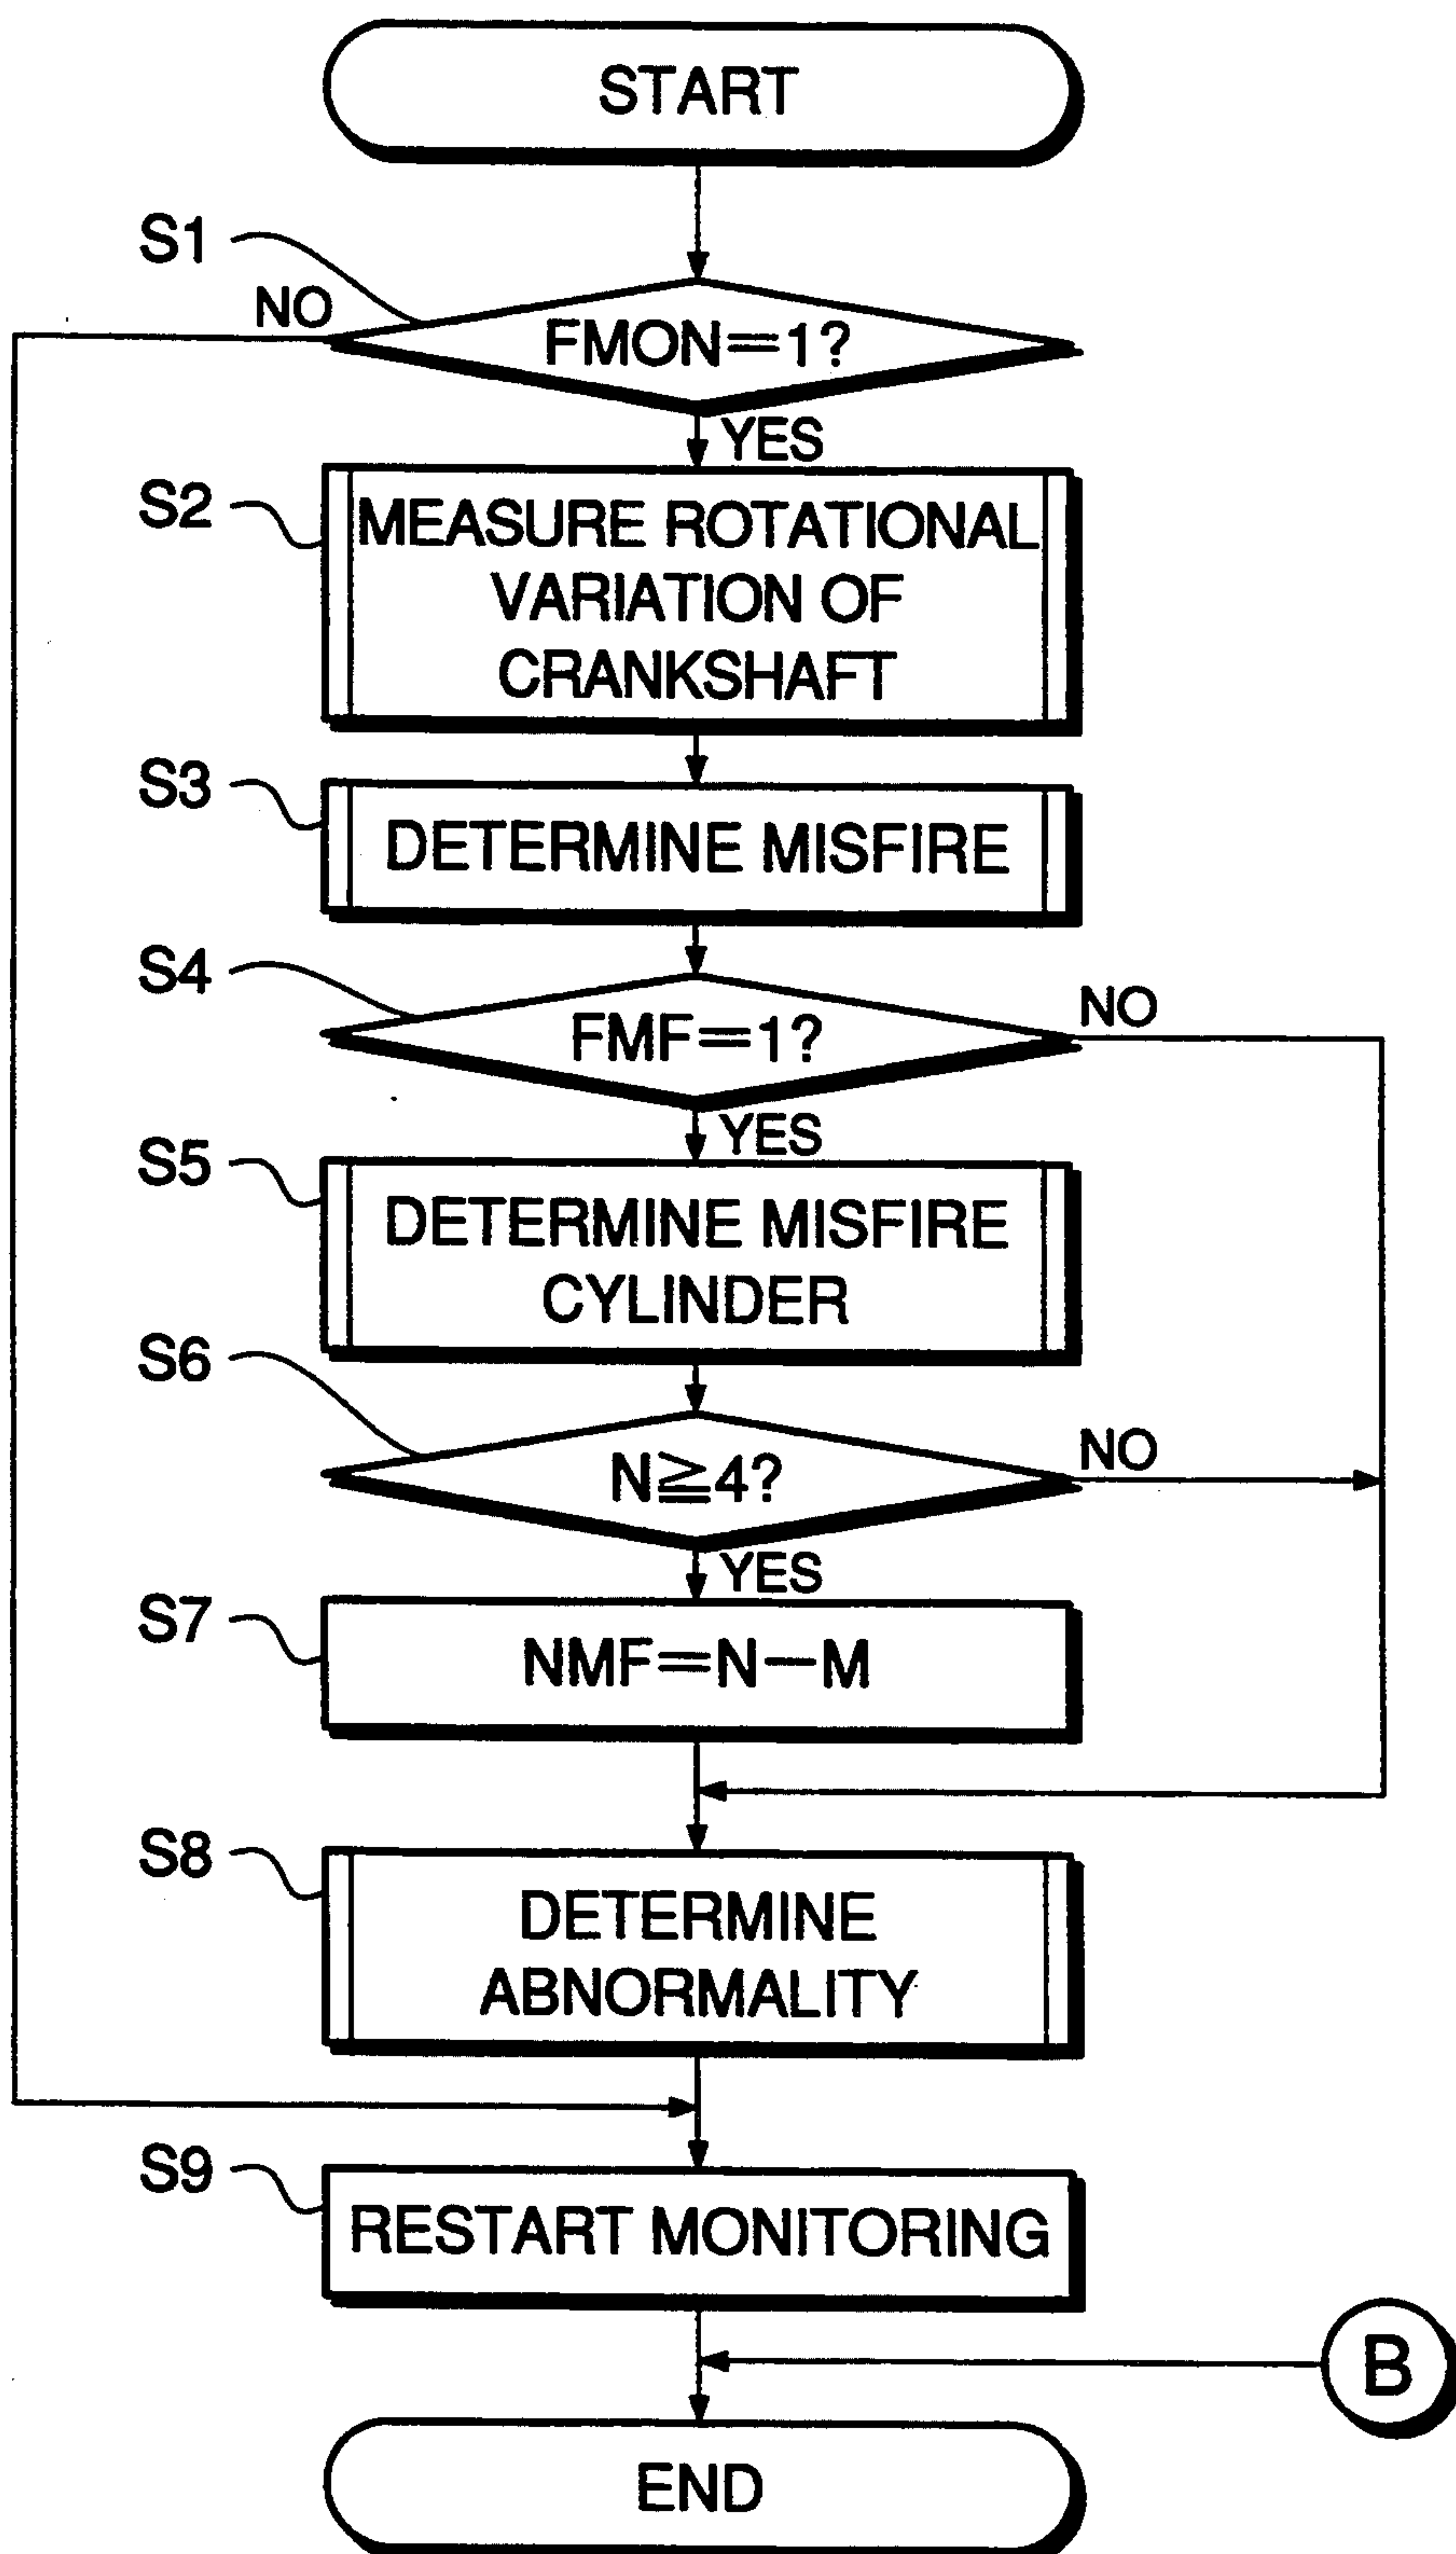 START
S1
NO
FMON=1?
YES
S2
MEASURE ROTATIONAL
VARIATION OF
CRANKSHAFT
S3
DETERMINE MISFIRE
S4
NO
FMF=1?
YES
S5
DETERMINE MISFIRE
CYLINDER
S6
NO
N≧4?
YES
S7
NMF=N−M
S8
DETERMINE
ABNORMALITY
S9
RESTART MONITORING
B
END